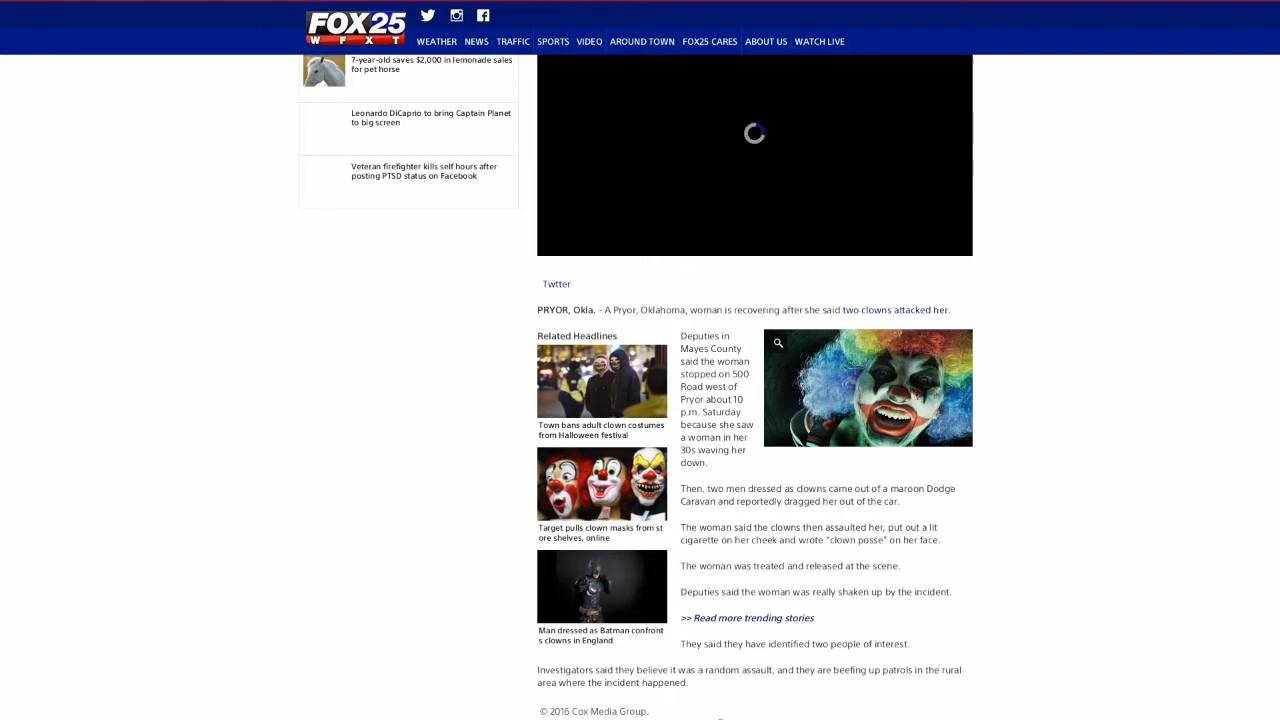 FOX25
WFXT
WEATHER NEWS TRAFFIC SPORTS VIDEO AROUND TOWN FOX25 CARES ABOUT US WATCH LIVE
7-year-old saves $2,000 in lemonade sales
for pet horse
Leonardo DiCaprio to bring Captain Planet
to big screen
Veteran firefighter kills self hours after
posting PTSD status on Facebook
Twtter
PRYOR, Okla. - A Pryor, Oklahoma, woman is recovering after she said two clowns attacked her.
Related Headlines
Town bans adult clown costumes
from Halloween festival
Target pulls clown masks from st
ore shelves, online
Man dressed as Batman confront
s clowns in England
Deputies in
Mayes County
said the woman
stopped on 500
Road west of
Pryor about 10
p.m. Saturday
because she saw
a woman in her
30s waving her
down.
Then, two men dressed as clowns came out of a maroon Dodge
Caravan and reportedly dragged her out of the car.
The woman said the clowns then assaulted her, put out a lit
cigarette on her cheek and wrote "clown posse" on her face.
The woman was treated and released at the scene.
Deputies said the woman was really shaken up by the incident.
>> Read more trending stories
They said they have identified two people of interest.
Investigators said they believe it was a random assault, and they are beefing up patrols in the rural
area where the incident happened.
© 2016 Cox Media Group.